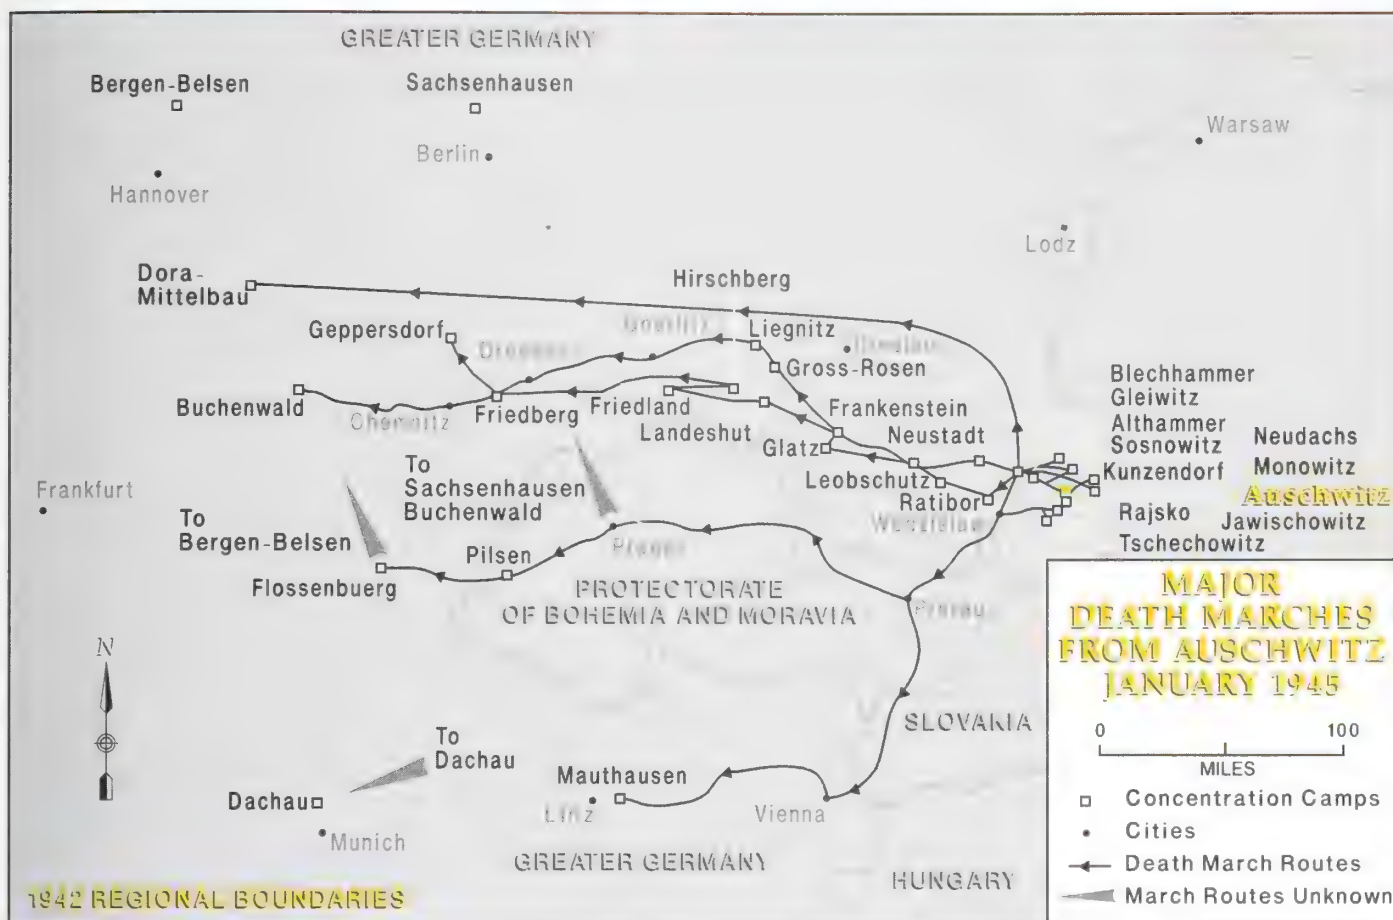 GREATER GERMANY
Bergen-Belsen
Sachsenhausen
Warsaw
Berlin
Hannover
Lodz
Dora-
Mittelbau
Hirschberg
Geppersdorf
Liegnitz
Gross-Rosen
Buchenwald
Chemnitz
Friedberg
Friedland
Landeshut
Frankenstein
Glatz
Neustadt
Leobschutz
Ratibor
Blechhammer
Gleiwitz
Althammer
Sosnowitz
Neudachs
Kunzendorf
Monowitz
Auschwitz
Rajsko
Jawischowitz
Tschechowitz
Frankfurt
To
Sachsenhausen
Buchenwald
To
Bergen-Belsen
Flossenbuerg
Pilsen
PROTECTORATE
OF BOHEMIA AND MORAVIA
N
SLOVAKIA
To
Dachau
Dachau
Munich
Mauthausen
Linz
Vienna
GREATER GERMANY
HUNGARY
1942 REGIONAL BOUNDARIES
MAJOR
DEATH MARCHES
FROM AUSCHWITZ
JANUARY 1945
0 100
MILES
Concentration Camps
Cities
Death March Routes
March Routes Unknown